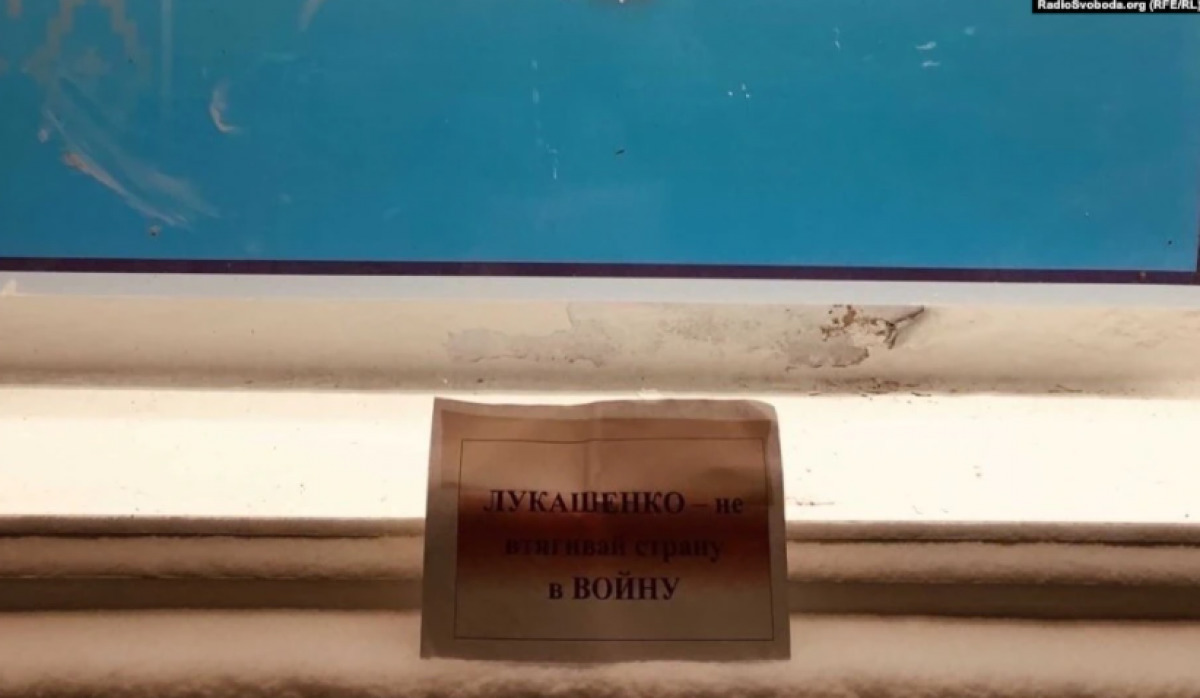 RadioSvoboda.org (RFE/RL)
ЛУКАШЕНКО – не
втягивай страну
в ВОЙНУ